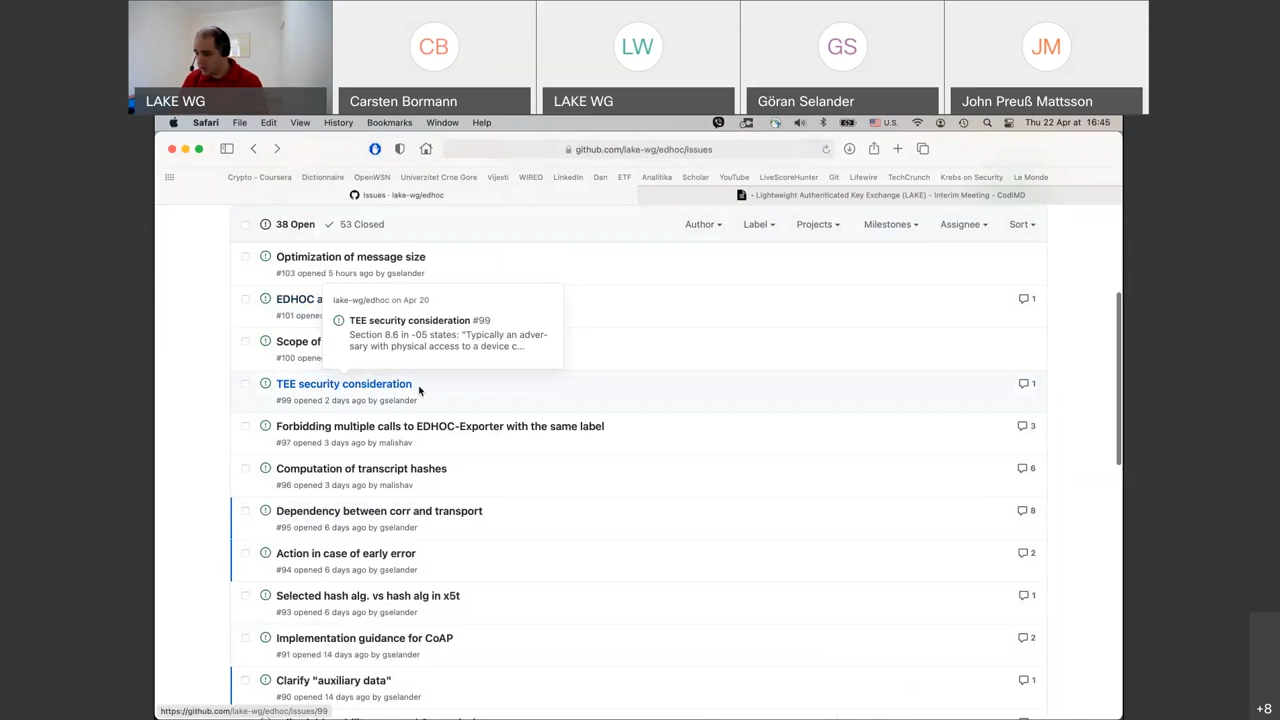 CB
LW
GS
JM
LAKE WG
Carsten Bormann
LAKE WG
Göran Selander
John Preuß Mattsson
Safari File Edit View History Bookmarks Window Help
U.S.
Thu 22 Apr at 16:45
github.com/lake-wg/edhoc/issues
Crypto - Coursera Dictionnaire OpenWSN Univerzitet Crne Gore Vijesti WIRED LinkedIn Dan ETF Analitika Scholar YouTube LiveScoreHunter Git Lifewire TechCrunch Krebs on Security Le Monde
Issues · lake-wg/edhoc
· Lightweight Authenticated Key Exchange (LAKE) - Interim Meeting - CodiMD
38 Open 53 Closed
Author Label Projects Milestones Assignee Sort
Optimization of message size
#103 opened 5 hours ago by gselander
EDHOC a
1
#101 opene
lake-wg/edhoc on Apr 20
TEE security consideration #99
Section 8.6 in -05 states: "Typically an adver-
sary with physical access to a device c...
Scope of
#100 opene
TEE security consideration
1
#99 opened 2 days ago by gselander
Forbidding multiple calls to EDHOC-Exporter with the same label
3
#97 opened 3 days ago by malishav
Computation of transcript hashes
6
#96 opened 3 days ago by malishav
Dependency between corr and transport
8
#95 opened 6 days ago by gselander
Action in case of early error
2
#94 opened 6 days ago by gselander
Selected hash alg. vs hash alg in x5t
1
#93 opened 6 days ago by gselander
Implementation guidance for CoAP
2
#91 opened 14 days ago by gselander
Clarify "auxiliary data"
1
#90 opened 14 days ago by gselander
https://github.com/lake-wg/edhoc/issues/99
+8